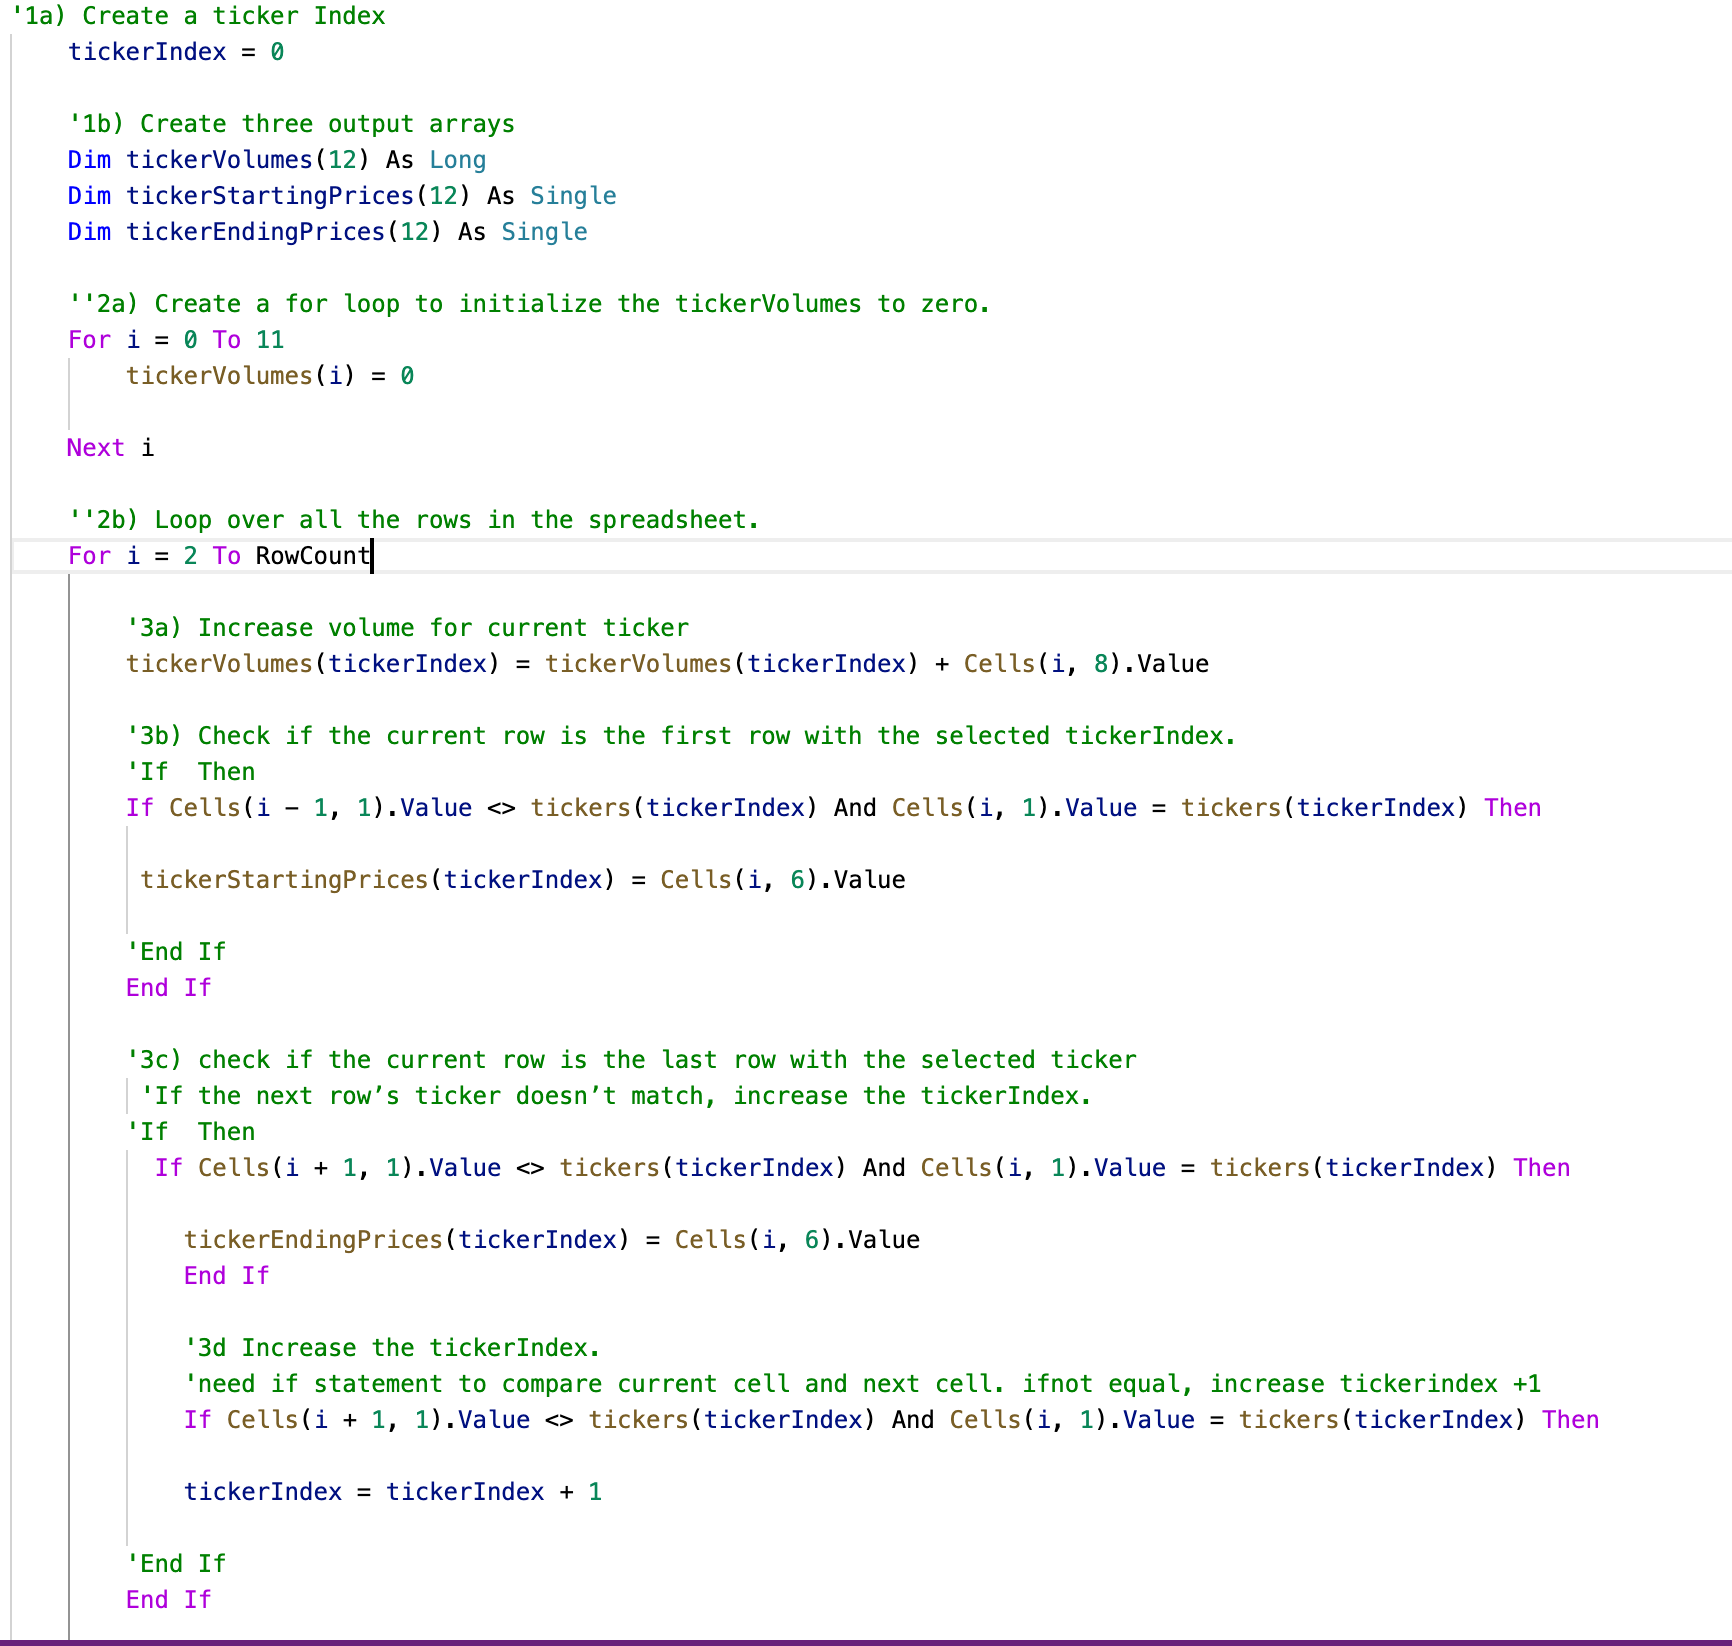 '1a) Create a ticker Index
tickerIndex = 0
'1b) Create three output arrays
Dim tickerVolumes(12) As Long
Dim tickerStartingPrices(12) As Single
Dim tickerEndingPrices(12) As Single
''2a) Create a for loop to initialize the tickerVolumes to zero.
For i = 0 To 11
tickerVolumes(i) = 0
Next i
''2b) Loop over all the rows in the spreadsheet.
For i = 2 To RowCount
'3a) Increase volume for current ticker
tickerVolumes(tickerIndex) = tickerVolumes(tickerIndex) + Cells(i, 8).Value
'3b) Check if the current row is the first row with the selected tickerIndex.
'If  Then
If Cells(i - 1, 1).Value <> tickers(tickerIndex) And Cells(i, 1).Value = tickers(tickerIndex) Then
tickerStartingPrices(tickerIndex) = Cells(i, 6).Value
'End If
End If
'3c) check if the current row is the last row with the selected ticker
'If the next row’s ticker doesn’t match, increase the tickerIndex.
'If  Then
If Cells(i + 1, 1).Value <> tickers(tickerIndex) And Cells(i, 1).Value = tickers(tickerIndex) Then
tickerEndingPrices(tickerIndex) = Cells(i, 6).Value
End If
'3d Increase the tickerIndex.
'need if statement to compare current cell and next cell. ifnot equal, increase tickerindex +1
If Cells(i + 1, 1).Value <> tickers(tickerIndex) And Cells(i, 1).Value = tickers(tickerIndex) Then
tickerIndex = tickerIndex + 1
'End If
End If